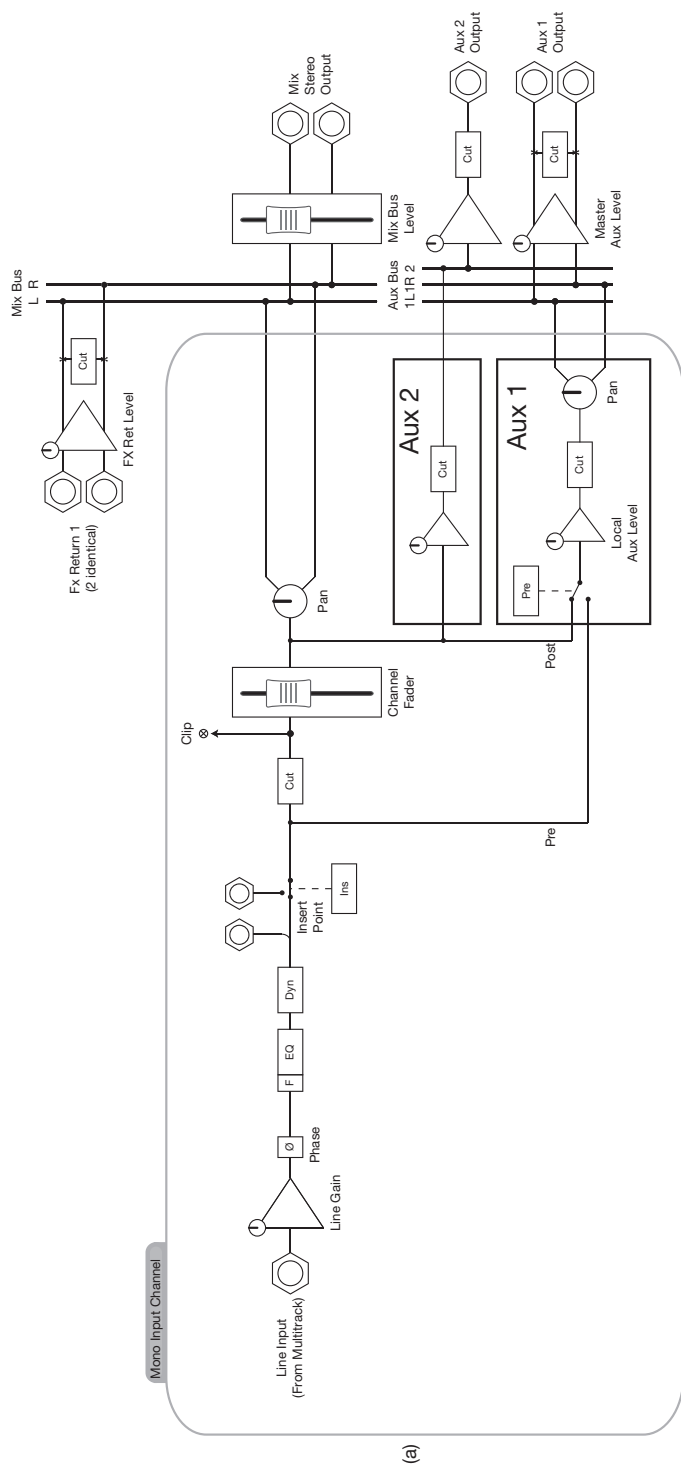 Mono Input Channel
Line Input
(From Multitrack)
Line Gain
Ø
Phase
F
EQ
Dyn
Insert
Point
Ins
Pre
Cut
Clip
Channel
Fader
Post
Pan
Fx Return 1
(2 identical)
FX Ret Level
Cut
Mix Bus
L R
Mix Bus
Level
Mix
Stereo
Output
Aux 2
Cut
Aux 1
Pre
Local
Aux Level
Cut
Pan
Aux Bus
1L1R 2
Cut
Aux 2
Output
Master
Aux Level
Cut
Aux 1
Output
(a)